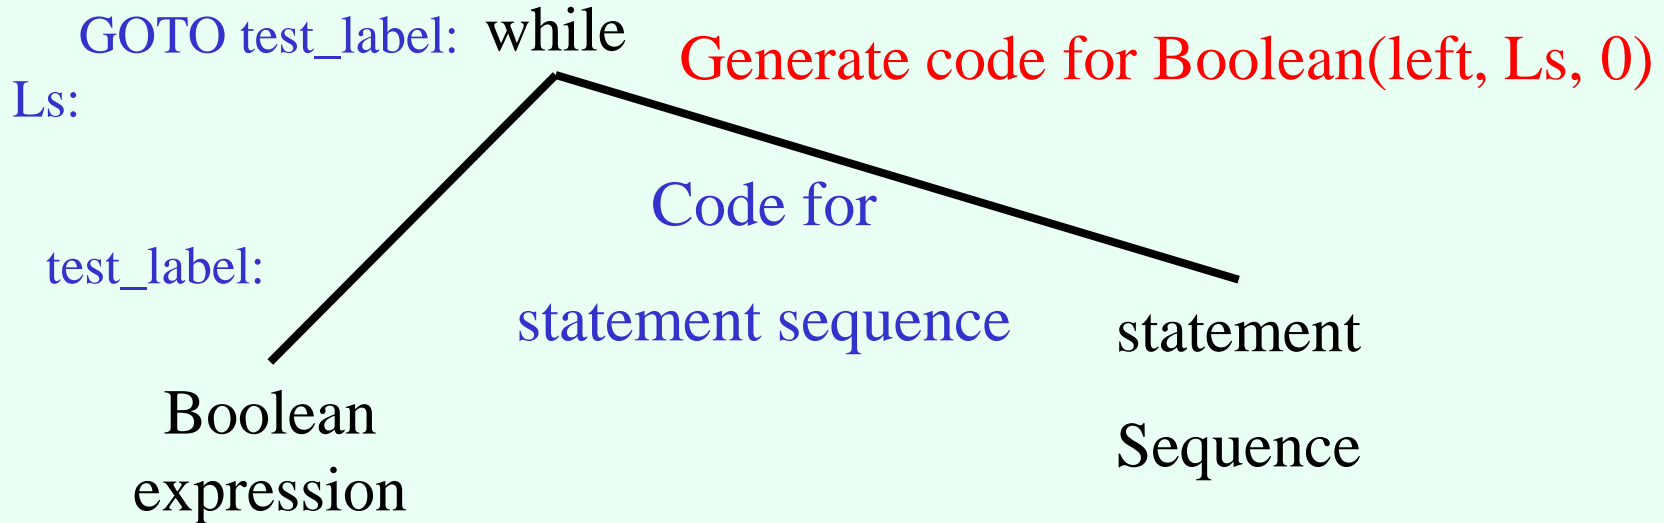 GOTO test_label:
while
Generate code for Boolean(left, Ls, 0)
Ls:
Code for
test_label:
statement sequence
statement
Boolean
Sequence
expression